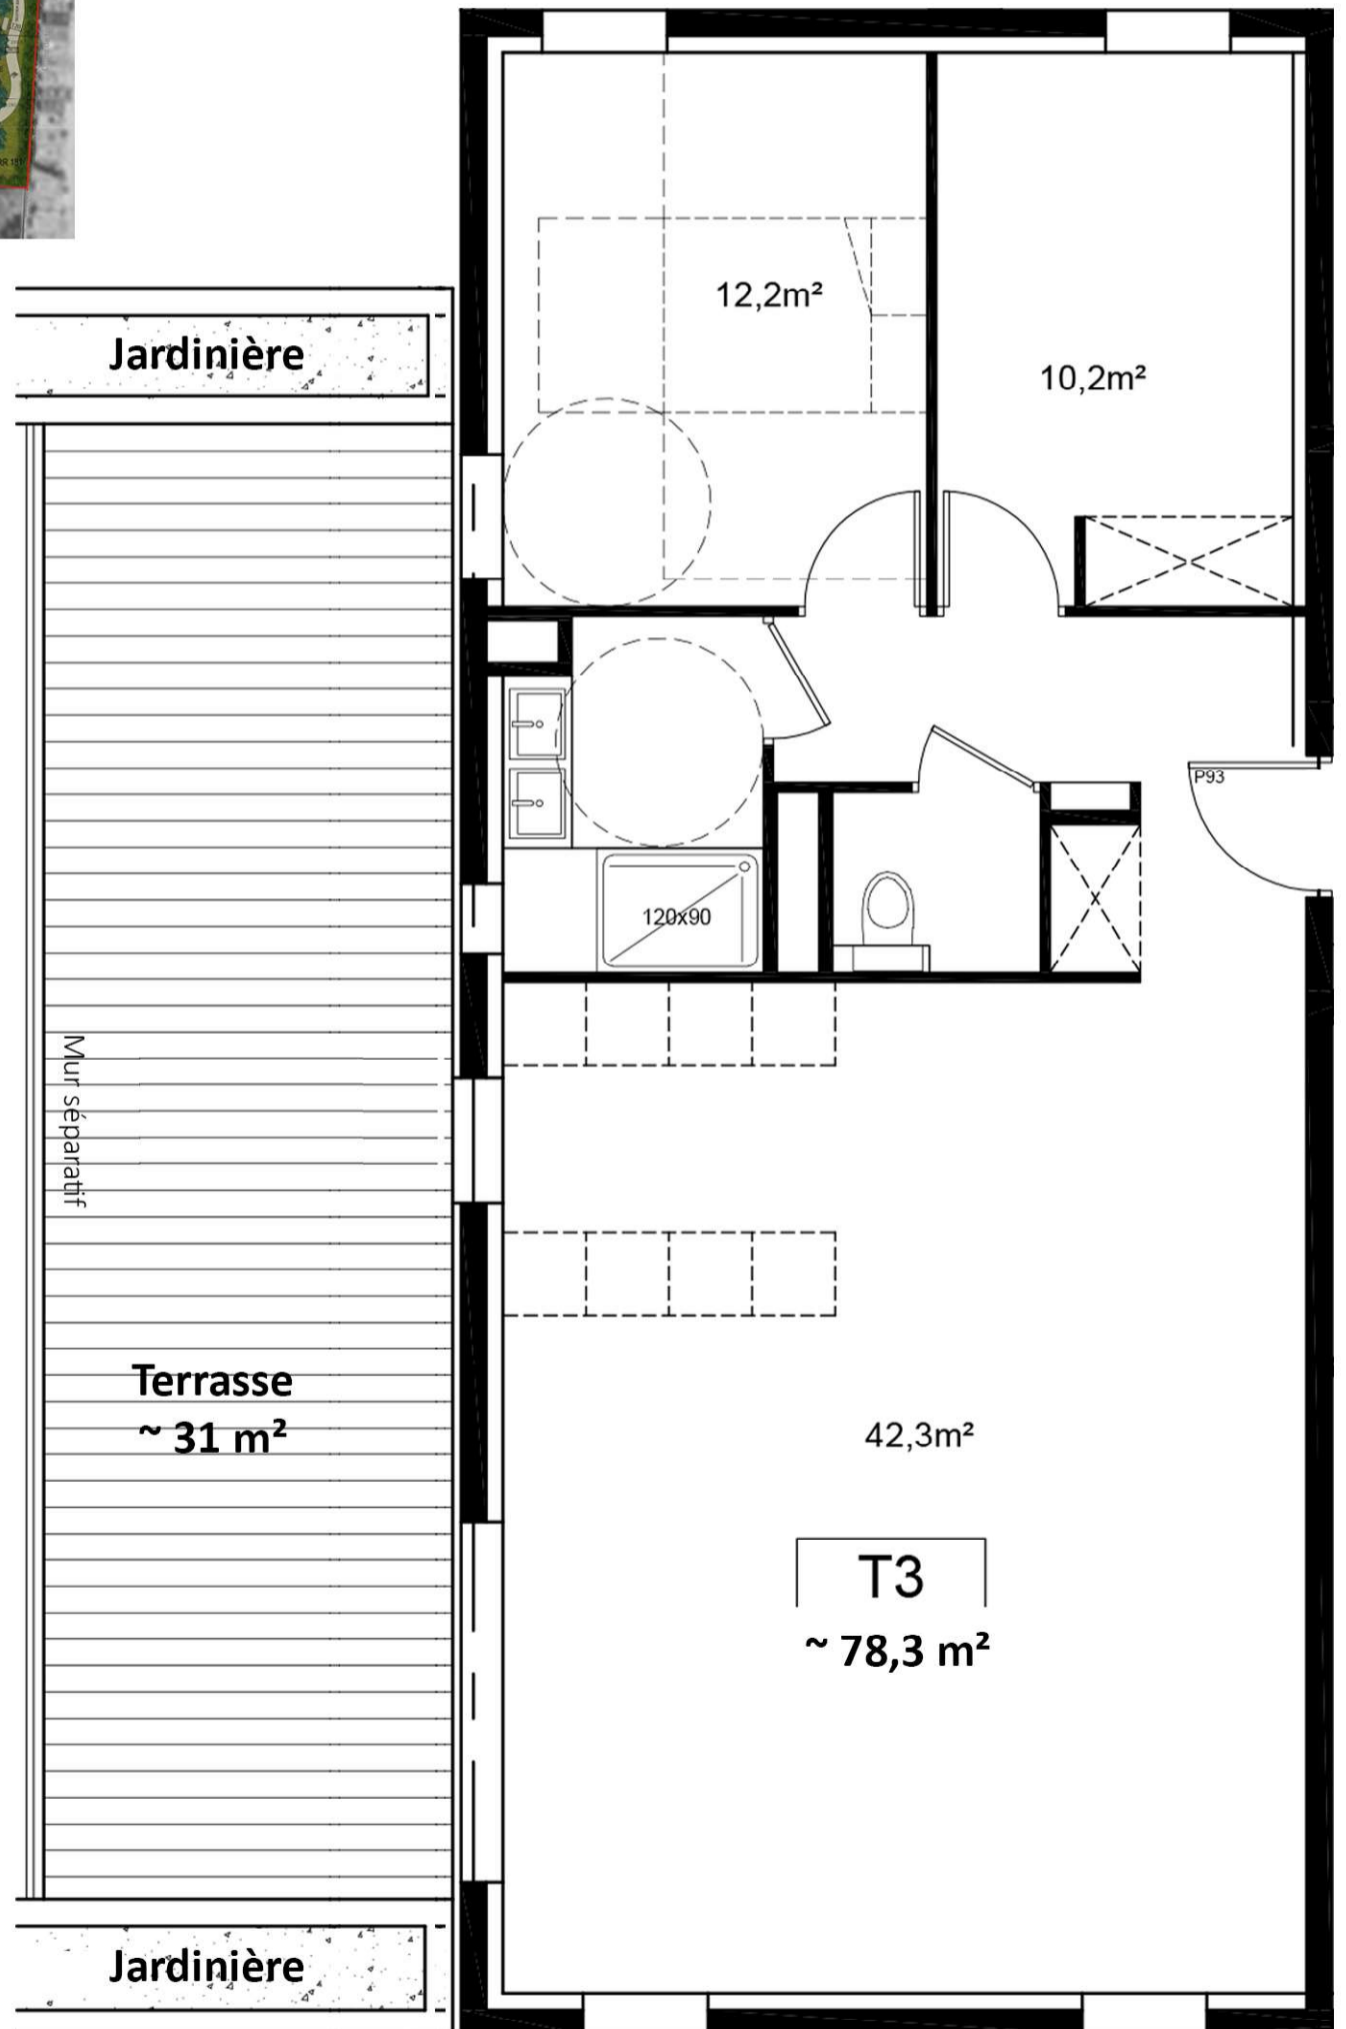 12,2m²
10,2m²
Jardinière
P93
120x90
Mur séparatif
Terrasse
~ 31 m²
42,3m²
T3
~ 78,3 m²
Jardinière